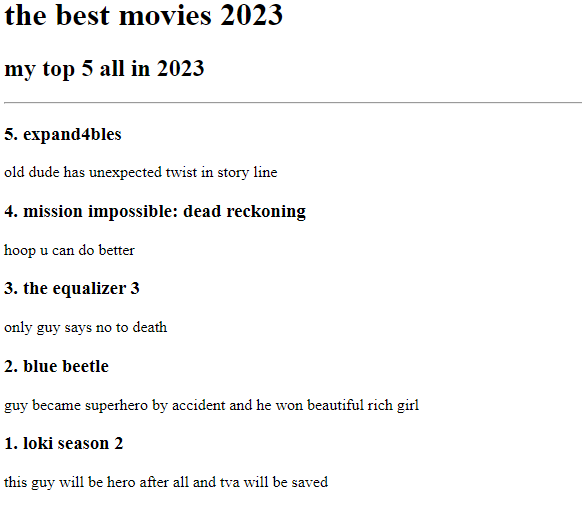 the best movies 2023
my top 5 all in 2023
5. expand4bles
old dude has unexpected twist in story line
4. mission impossible: dead reckoning
hoop u can do better
3. the equalizer 3
only guy says no to death
2. blue beetle
guy became superhero by accident and he won beautiful rich girl
1. loki season 2
this guy will be hero after all and tva will be saved